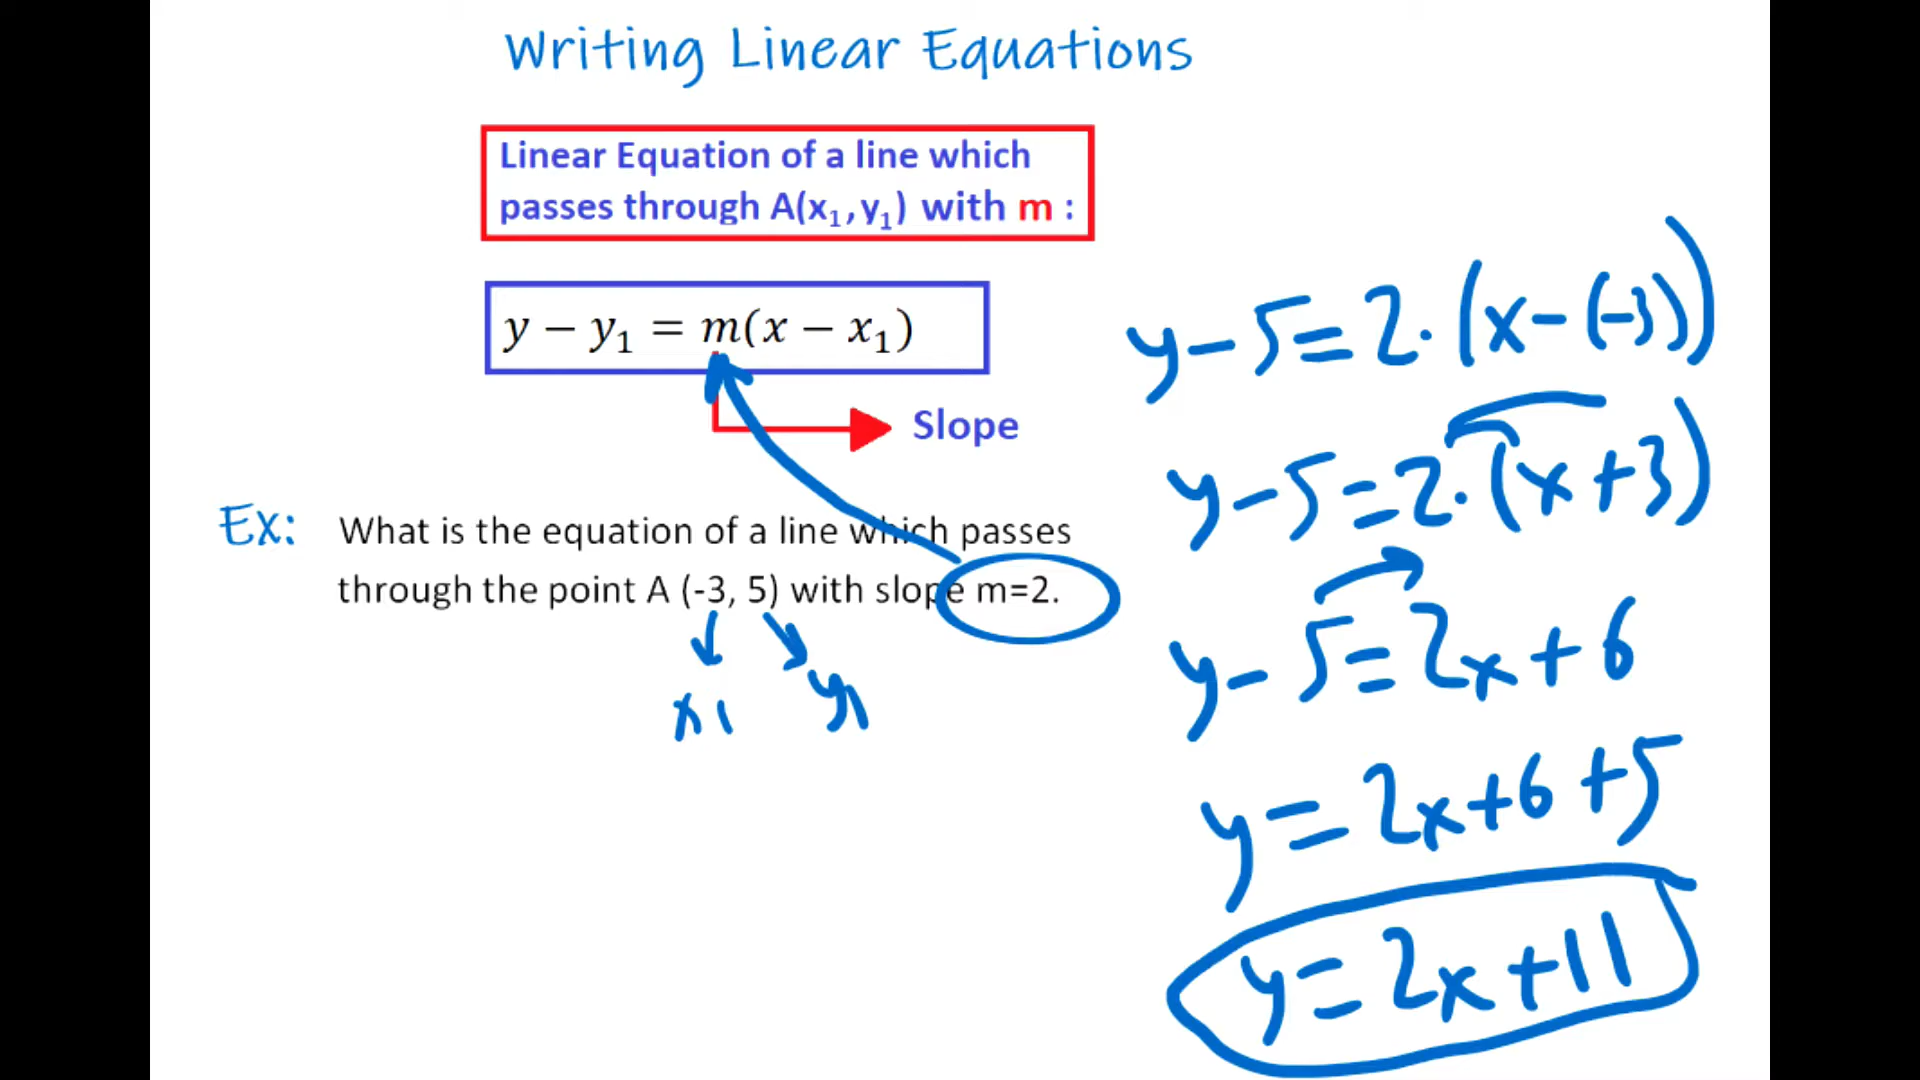 Writing Linear Equations
Linear Equation of a line which
passes through A(x₁,y₁) with m :
y − y₁ = m(x − x₁)
Slope
Ex: What is the equation of a line which passes
through the point A (-3, 5) with slope m=2.
x1 y1
y-5=2·(x-(-3))
y-5=2·(x+3)
y-5=2x+6
y=2x+6+5
y=2x+11